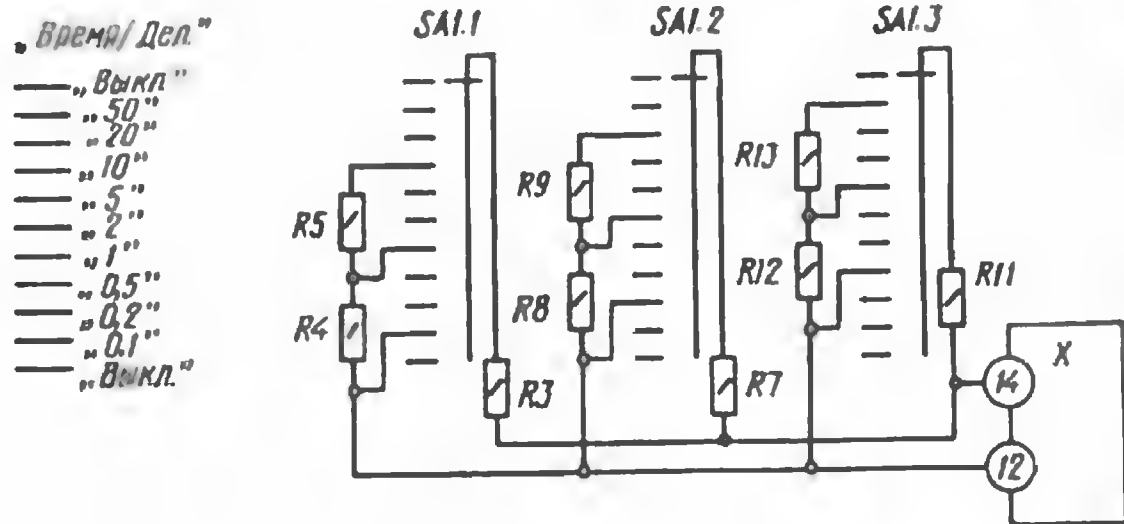 „Время/Дел."
„Выкл"
„50"
„20"
„10"
„5"
„2"
„1"
„0,5"
„0,2"
„0.1"
„Выкл."
SA1.1
SA1.2
SA1.3
R5
R4
R3
R9
R8
R7
R13
R12
R11
X
14
12